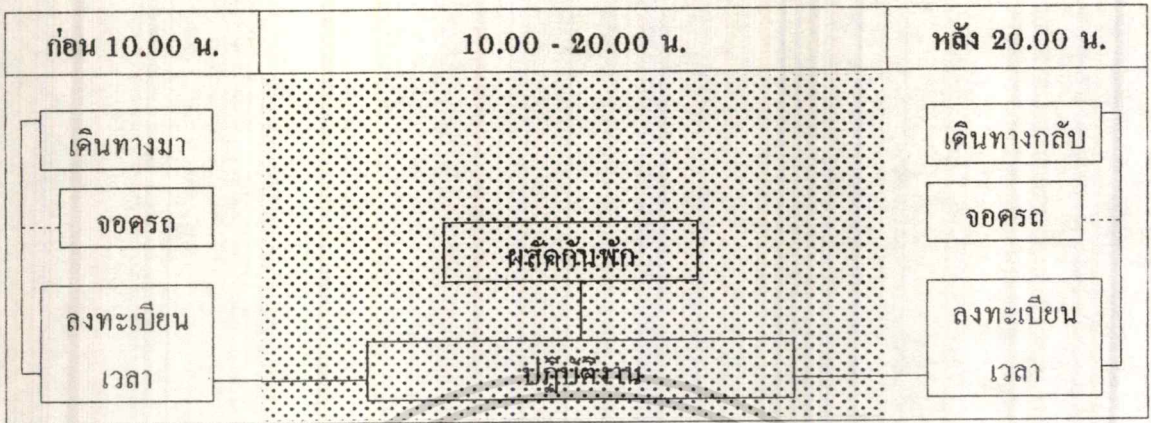 ก่อน 10.00 น.
10.00 - 20.00 น.
หลัง 20.00 น.
เดินทางมา
จอดรถ
ลงทะเบียน
เวลา
ผลัดกันพัก
ปฏิบัติงาน
เดินทางกลับ
จอดรถ
ลงทะเบียน
เวลา